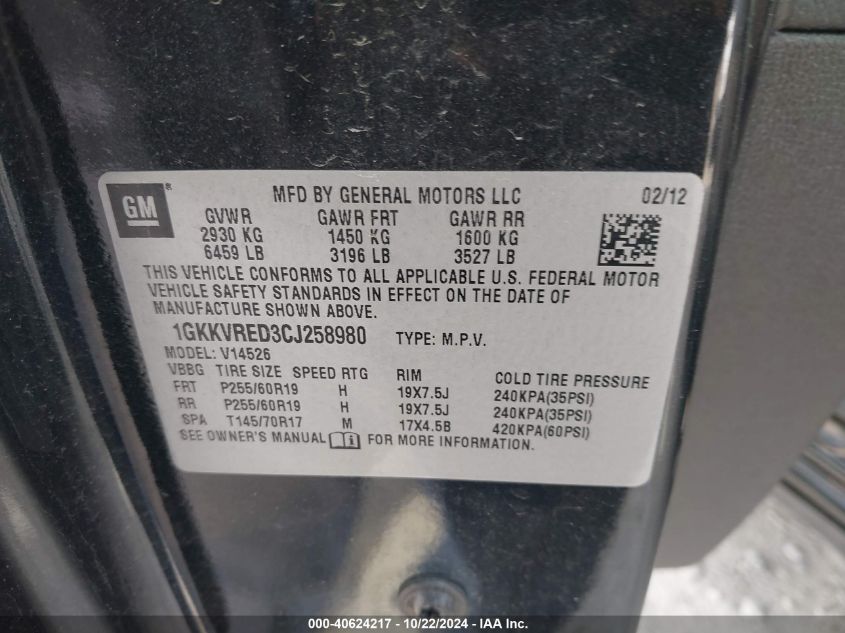 GM® MFD BY GENERAL MOTORS LLC 02/12
GVWR GAWR FRT GAWR RR
2930 KG 1450 KG 1600 KG
6459 LB 3196 LB 3527 LB
THIS VEHICLE CONFORMS TO ALL APPLICABLE U.S. FEDERAL MOTOR
VEHICLE SAFETY STANDARDS IN EFFECT ON THE DATE OF
MANUFACTURE SHOWN ABOVE.
1GKKVRED3CJ258980 TYPE: M.P.V.
MODEL: V14526
VBBG TIRE SIZE SPEED RTG RIM COLD TIRE PRESSURE
FRT P255/60R19 H 19X7.5J 240KPA(35PSI)
RR P255/60R19 H 19X7.5J 240KPA(35PSI)
SPA T145/70R17 M 17X4.5B 420KPA(60PSI)
SEE OWNER'S MANUAL i FOR MORE INFORMATION.
000-40624217 - 10/22/2024 - IAA Inc.